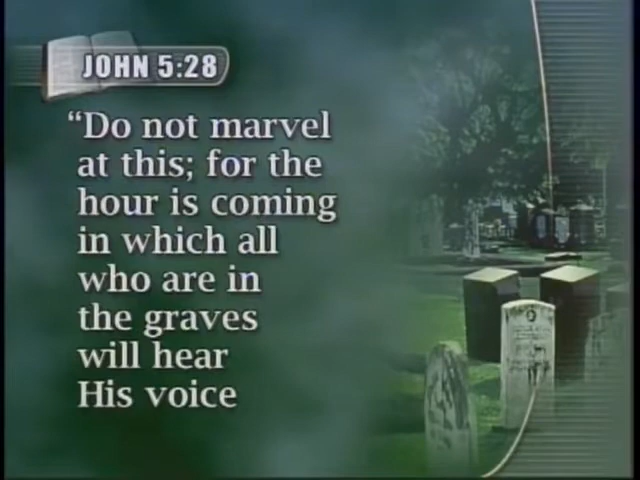 JOHN 5:28
“Do not marvel
at this; for the
hour is coming
in which all
who are in
the graves
will hear
His voice